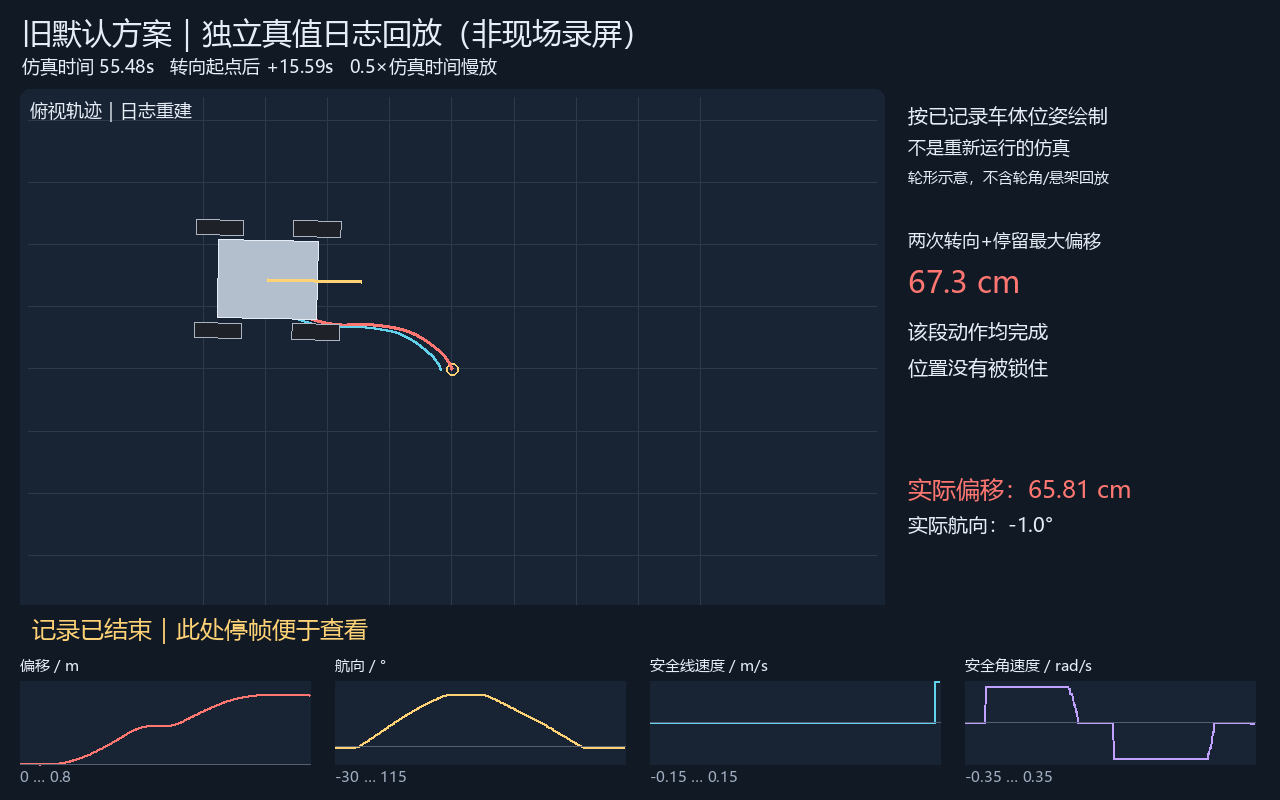 旧默认方案｜独立真值日志回放（非现场录屏）
仿真时间 55.48s   转向起点后 +15.59s   0.5×仿真时间慢放
俯视轨迹｜日志重建
按已记录车体位姿绘制
不是重新运行的仿真
轮形示意，不含轮角/悬架回放
两次转向+停留最大偏移
67.3 cm
该段动作均完成
位置没有被锁住
实际偏移：65.81 cm
实际航向：-1.0°
记录已结束｜此处停帧便于查看
偏移 / m
航向 / °
安全线速度 / m/s
安全角速度 / rad/s
0 ... 0.8
-30 ... 115
-0.15 ... 0.15
-0.35 ... 0.35